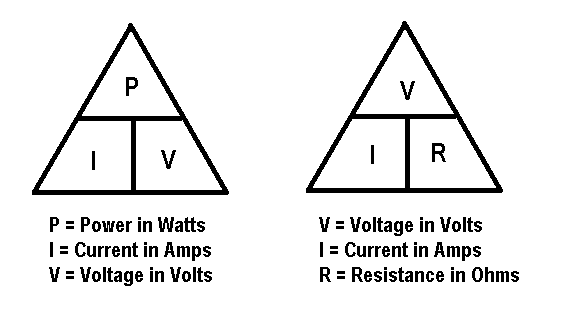 P
I V
P = Power in Watts
I = Current in Amps
V = Voltage in Volts
V
I R
V = Voltage in Volts
I = Current in Amps
R = Resistance in Ohms